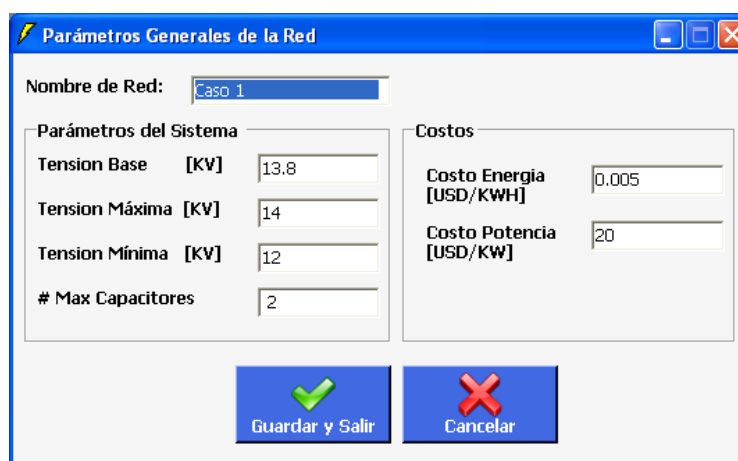 Parámetros Generales de la Red
Nombre de Red: Caso 1
Parámetros del Sistema
Tension Base [KV] 13.8
Tension Máxima [KV] 14
Tension Mínima [KV] 12
# Max Capacitores 2
Costos
Costo Energia
[USD/KWH] 0.005
Costo Potencia
[USD/KW] 20
Guardar y Salir
Cancelar